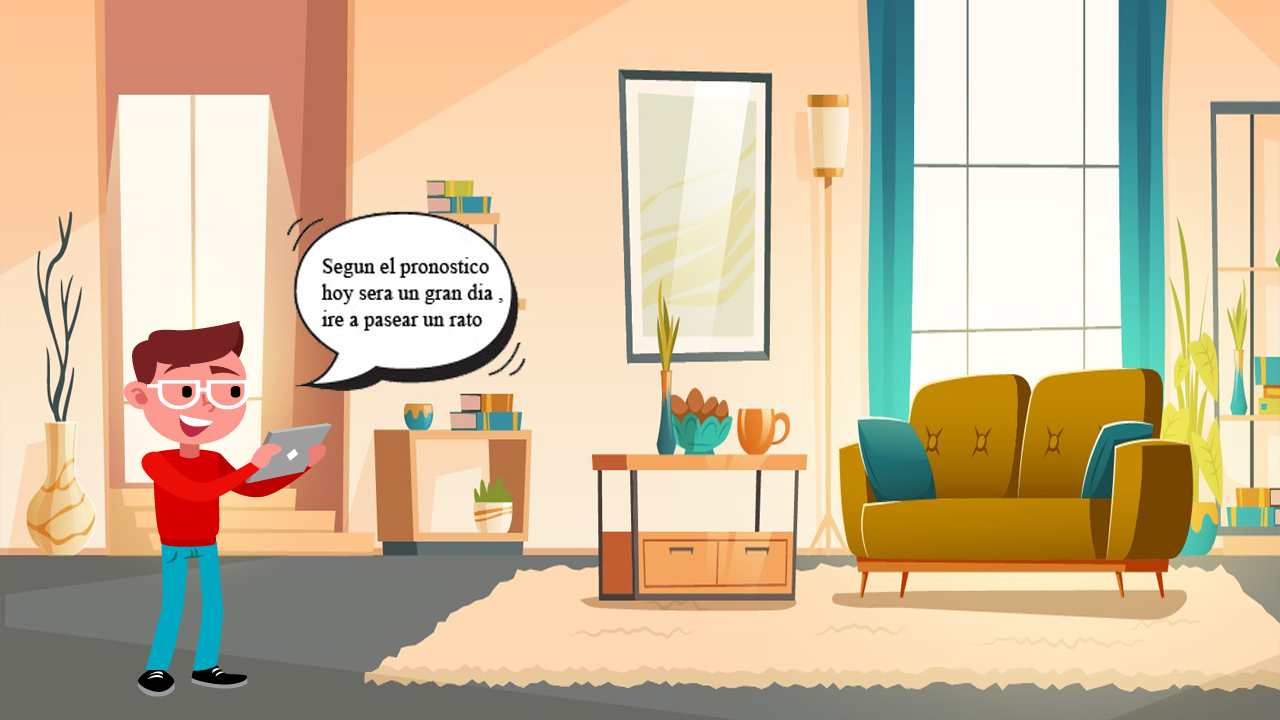 Segun el pronostico
hoy sera un gran dia ,
ire a pasear un rato